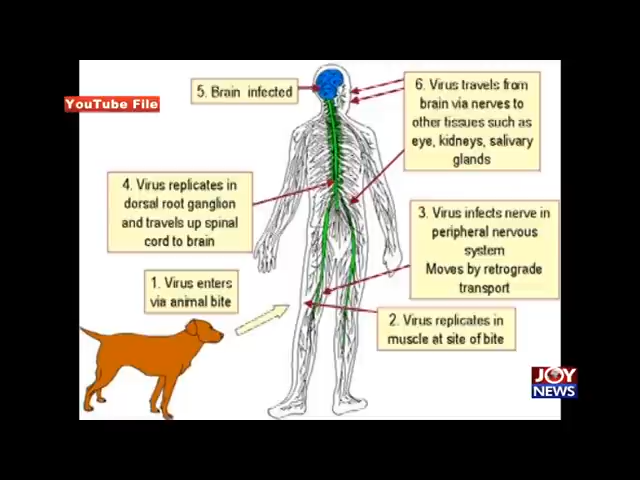 YouTube File
5. Brain infected
6. Virus travels from
brain via nerves to
other tissues such as
eye, kidneys, salivary
glands
4. Virus replicates in
dorsal root ganglion
and travels up spinal
cord to brain
3. Virus infects nerve in
peripheral nervous
system
Moves by retrograde
transport
1. Virus enters
via animal bite
2. Virus replicates in
muscle at site of bite
JOY
NEWS